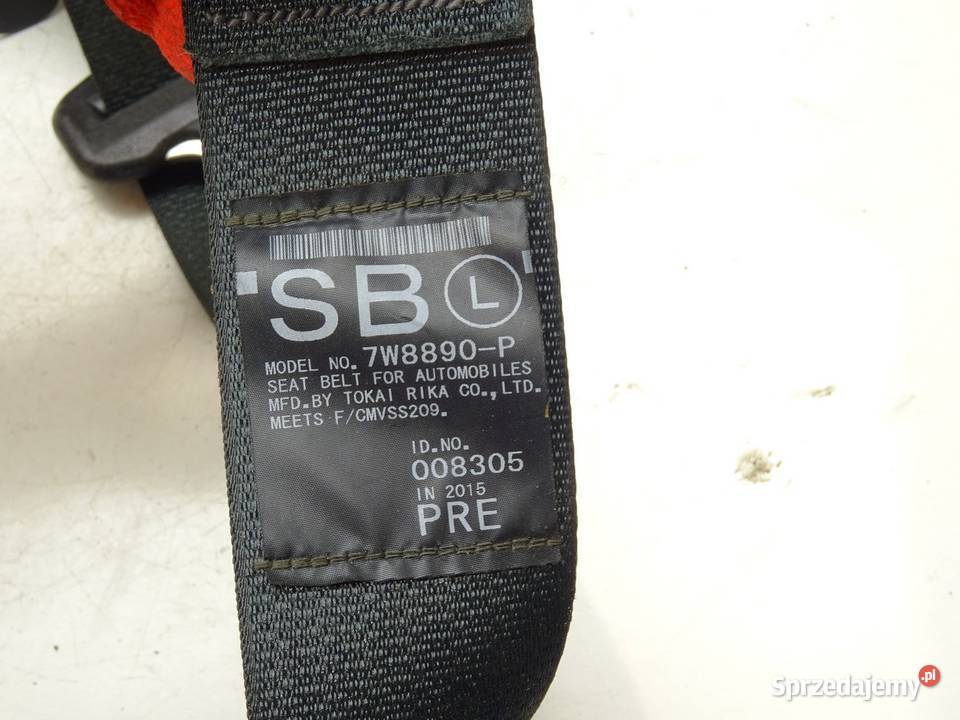 SB L
MODEL NO. 7W8890-P
SEAT BELT FOR AUTOMOBILES
MFD.BY TOKAI RIKA CO.,LTD.
MEETS F/CMVSS209.
ID.NO.
008305
IN 2015
PRE
Sprzedajemy.pl